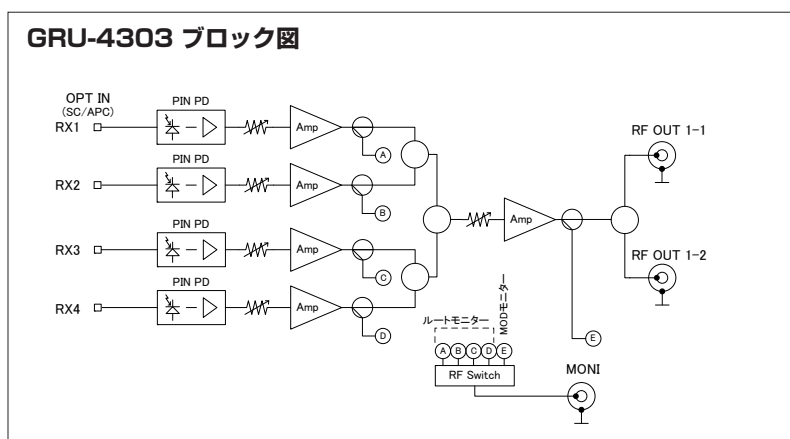 GRU-4303 ブロック図
OPT IN
(SC/APC)
RX1
PIN PD
Amp
A
RX2
PIN PD
Amp
B
RX3
PIN PD
Amp
C
RX4
PIN PD
Amp
D
Amp
E
RF OUT 1-1
RF OUT 1-2
ルートモニター
MODモニター
A B C D E
RF Switch
MONI